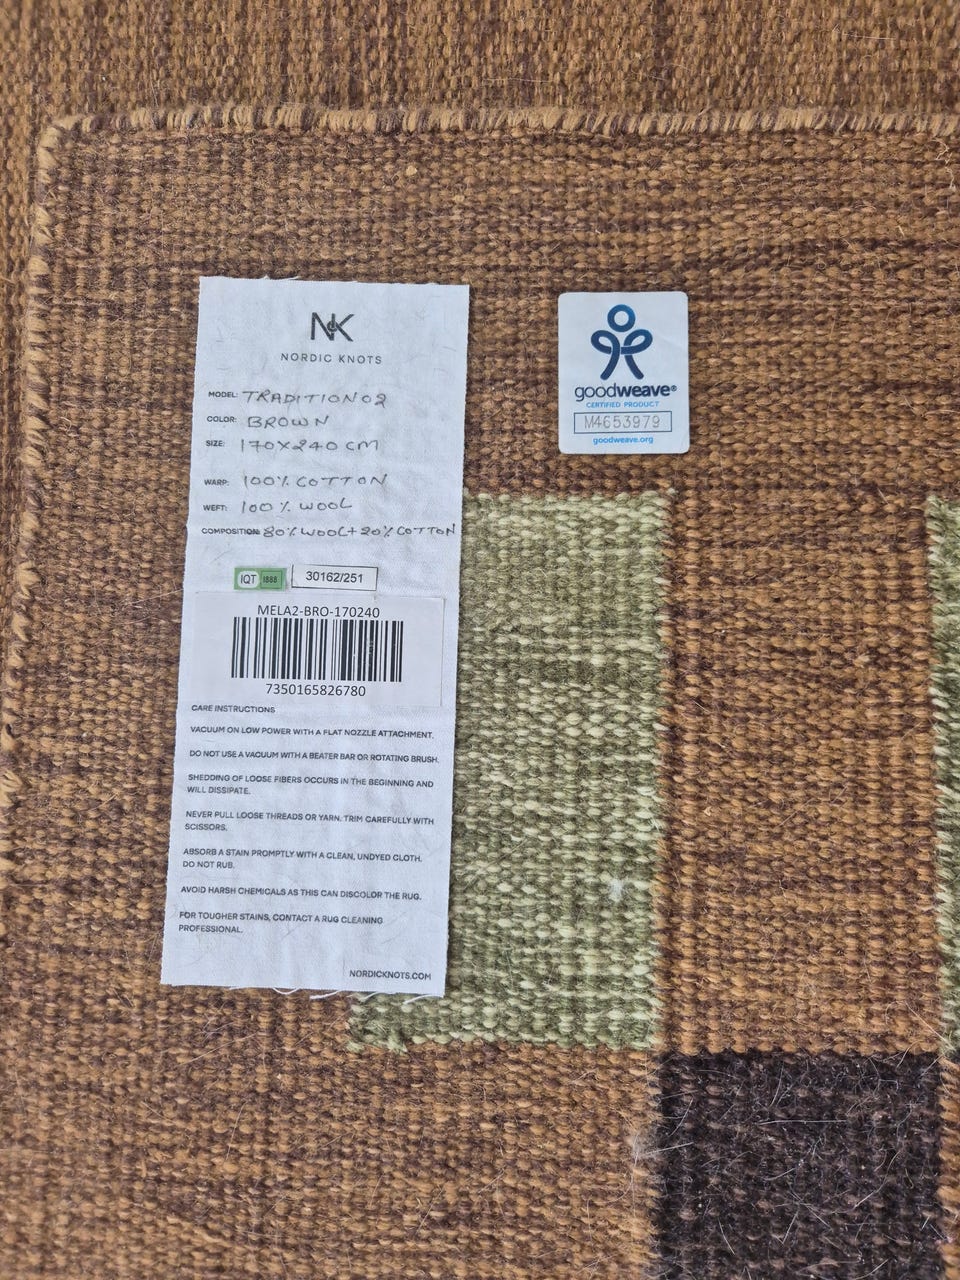 NK
NORDIC KNOTS
MODEL: TRADITION 02
COLOR: BROWN
SIZE: 170X240 CM
WARP: 100% COTTON
WEFT: 100% WOOL
COMPOSITION: 80% WOOL + 20% COTTON
IQT 1888 30162/251
MELA2-BRO-170240
7350165826780
CARE INSTRUCTIONS
VACUUM ON LOW POWER WITH A FLAT NOZZLE ATTACHMENT.
DO NOT USE A VACUUM WITH A BEATER BAR OR ROTATING BRUSH.
SHEDDING OF LOOSE FIBERS OCCURS IN THE BEGINNING AND
WILL DISSIPATE.
NEVER PULL LOOSE THREADS OR YARN. TRIM CAREFULLY WITH
SCISSORS.
ABSORB A STAIN PROMPTLY WITH A CLEAN, UNDYED CLOTH.
DO NOT RUB.
AVOID HARSH CHEMICALS AS THIS CAN DISCOLOR THE RUG.
FOR TOUGHER STAINS, CONTACT A RUG CLEANING
PROFESSIONAL.
NORDICKNOTS.COM
goodweave®
CERTIFIED PRODUCT
M4653979
goodweave.org